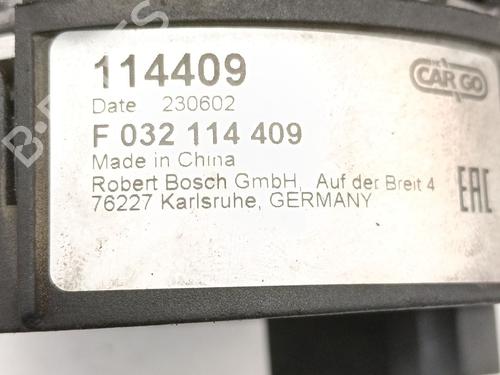 114409
CARGO
Date 230602
F 032 114 409
Made in China
Robert Bosch GmbH, Auf der Breit 4
76227 Karlsruhe, GERMANY
EAC